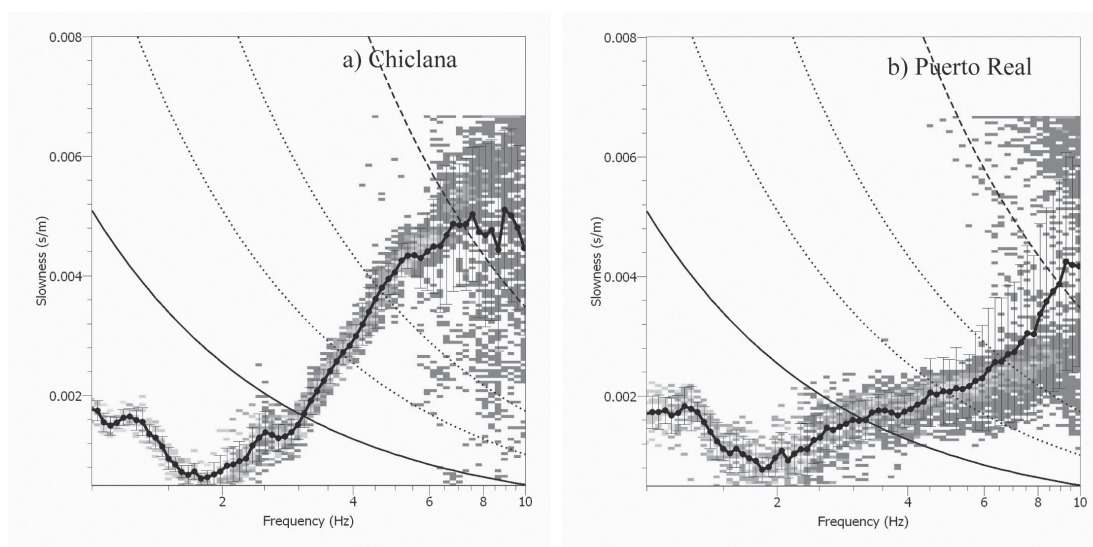 0.008
a) Chiclana
0.006
0.004
0.002
Slowness (s/m)
2 4 6 8 10
Frequency (Hz)
0.008
b) Puerto Real
0.006
0.004
0.002
Slowness (s/m)
2 4 6 8 10
Frequency (Hz)